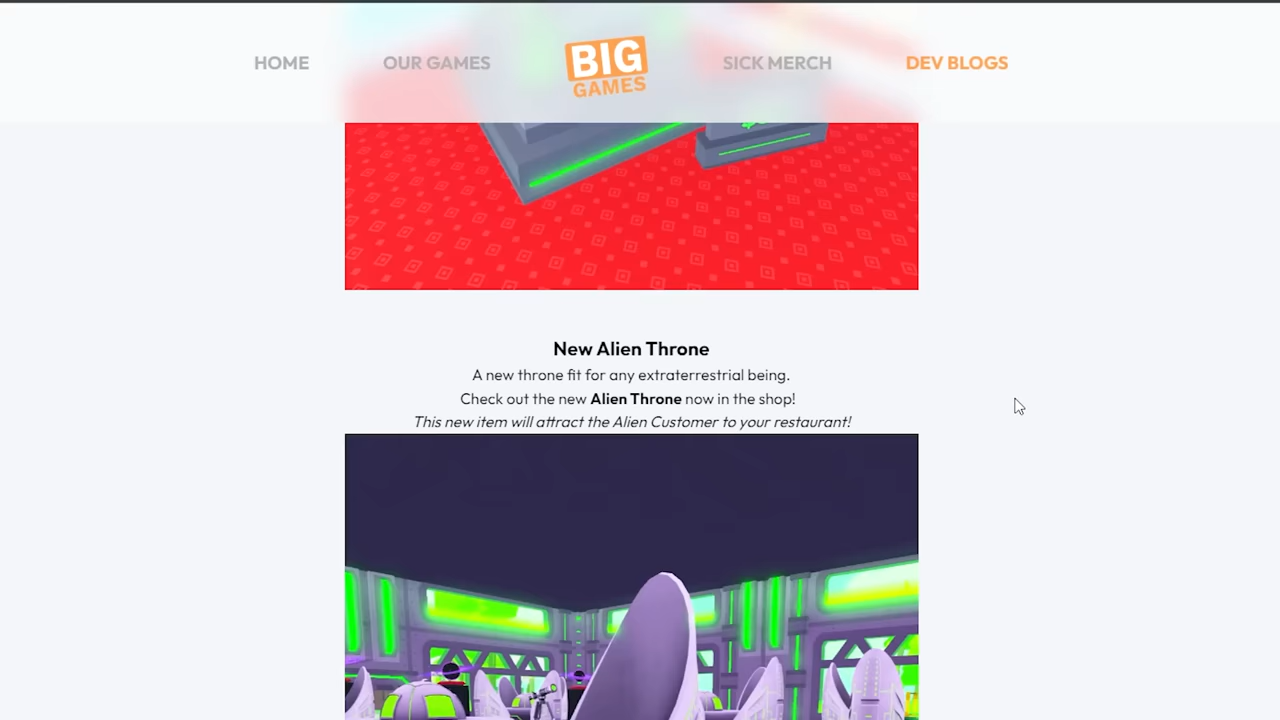 HOME
OUR GAMES
BIG
GAMES
SICK MERCH
DEV BLOGS
New Alien Throne
A new throne fit for any extraterrestrial being.
Check out the new Alien Throne now in the shop!
This new item will attract the Alien Customer to your restaurant!